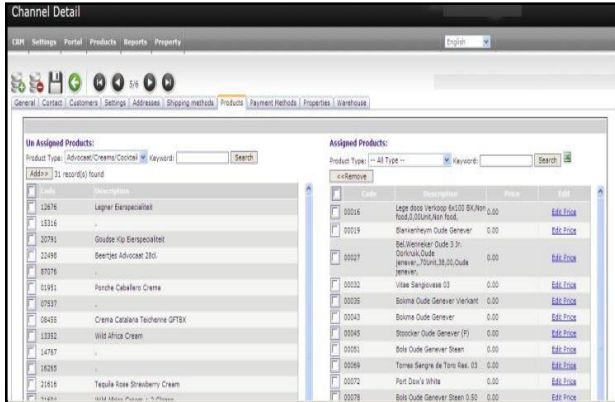 Channel Detail
CRM Settings Portal Products Reports Property
English
5/6
General Contact Customers Settings Addresses Shipping methods Products Payment Methods Properties Warehouse
Un Assigned Products:
Product Type: Advocast/Creams/Cocktail Keyword: Search
Add>> 31 record(s) found
Code Description
12676 Legner Eierspecialiteit
15316 .
20791 Goudse Kip Eierspecialiteit
22498 Beertjes Advocaat 28cl.
87076 .
01951 Ponche Caballero Creme
07537 .
08455 Crema Catalana Teichenne GFTBX
13352 Wild Africa Cream
14767 .
16265 .
21616 Tequila Rose Strawberry Cream
Assigned Products:
Product Type: -- All Type -- Keyword: Search
<<Remove
Code Description Price Edit
00016 Lege doos Verkoop 6x100 BX,Non food,0,00Unit,Non food, 0.00 Edit Price
00019 Blankenheym Oude Genever 0.00 Edit Price
00027 Bel.Wenneker Oude 3 Jr. Oorkruik,Oude jenever,,70Unit,38,00,Oude jenever, 0.00 Edit Price
00032 Vitae Sangiovese 03 0.00 Edit Price
00035 Bokma Oude Genever Vierkant 0.00 Edit Price
00043 Bokma Oude Genever 0.00 Edit Price
00045 Stoocker Oude Genever (P) 0.00 Edit Price
00051 Bols Oude Genever Steen 0.00 Edit Price
00069 Torres Sangre de Toro Res. 03 0.00 Edit Price
00072 Port Dow's White 0.00 Edit Price
00078 Bols Oude Genever Steen 0.50 0.00 Edit Price